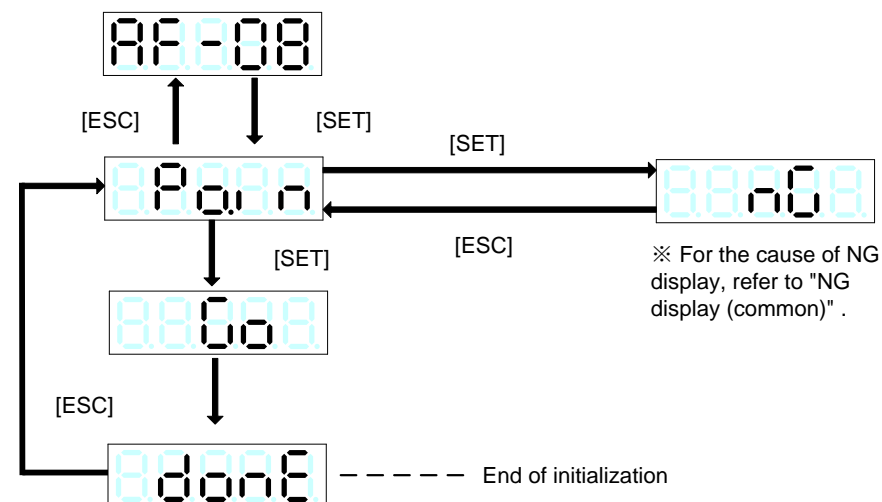 AF-08
[ESC]
[SET]
[SET]
Po.in
nG
[ESC]
[SET]
※ For the cause of NG
display, refer to "NG
display (common)" .
Go
[ESC]
donE
End of initialization